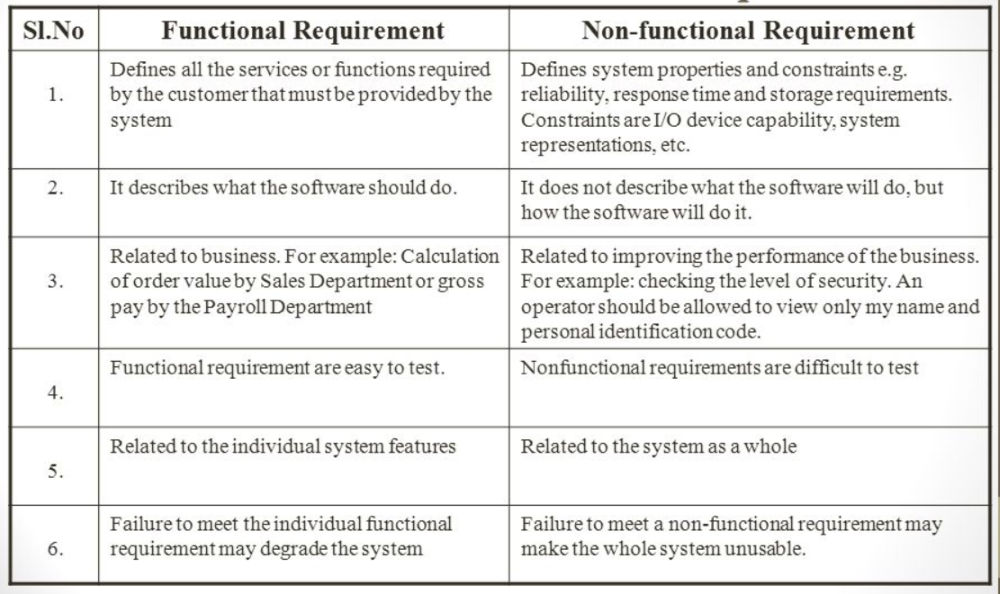 Sl.No Functional Requirement Non-functional Requirement
1.
Defines all the services or functions required
by the customer that must be provided by the
system
Defines system properties and constraints e.g.
reliability, response time and storage requirements.
Constraints are I/O device capability, system
representations, etc.
2.
It describes what the software should do.
It does not describe what the software will do, but
how the software will do it.
3.
Related to business. For example: Calculation
of order value by Sales Department or gross
pay by the Payroll Department
Related to improving the performance of the business.
For example: checking the level of security. An
operator should be allowed to view only my name and
personal identification code.
4.
Functional requirement are easy to test.
Nonfunctional requirements are difficult to test
5.
Related to the individual system features
Related to the system as a whole
6.
Failure to meet the individual functional
requirement may degrade the system
Failure to meet a non-functional requirement may
make the whole system unusable.